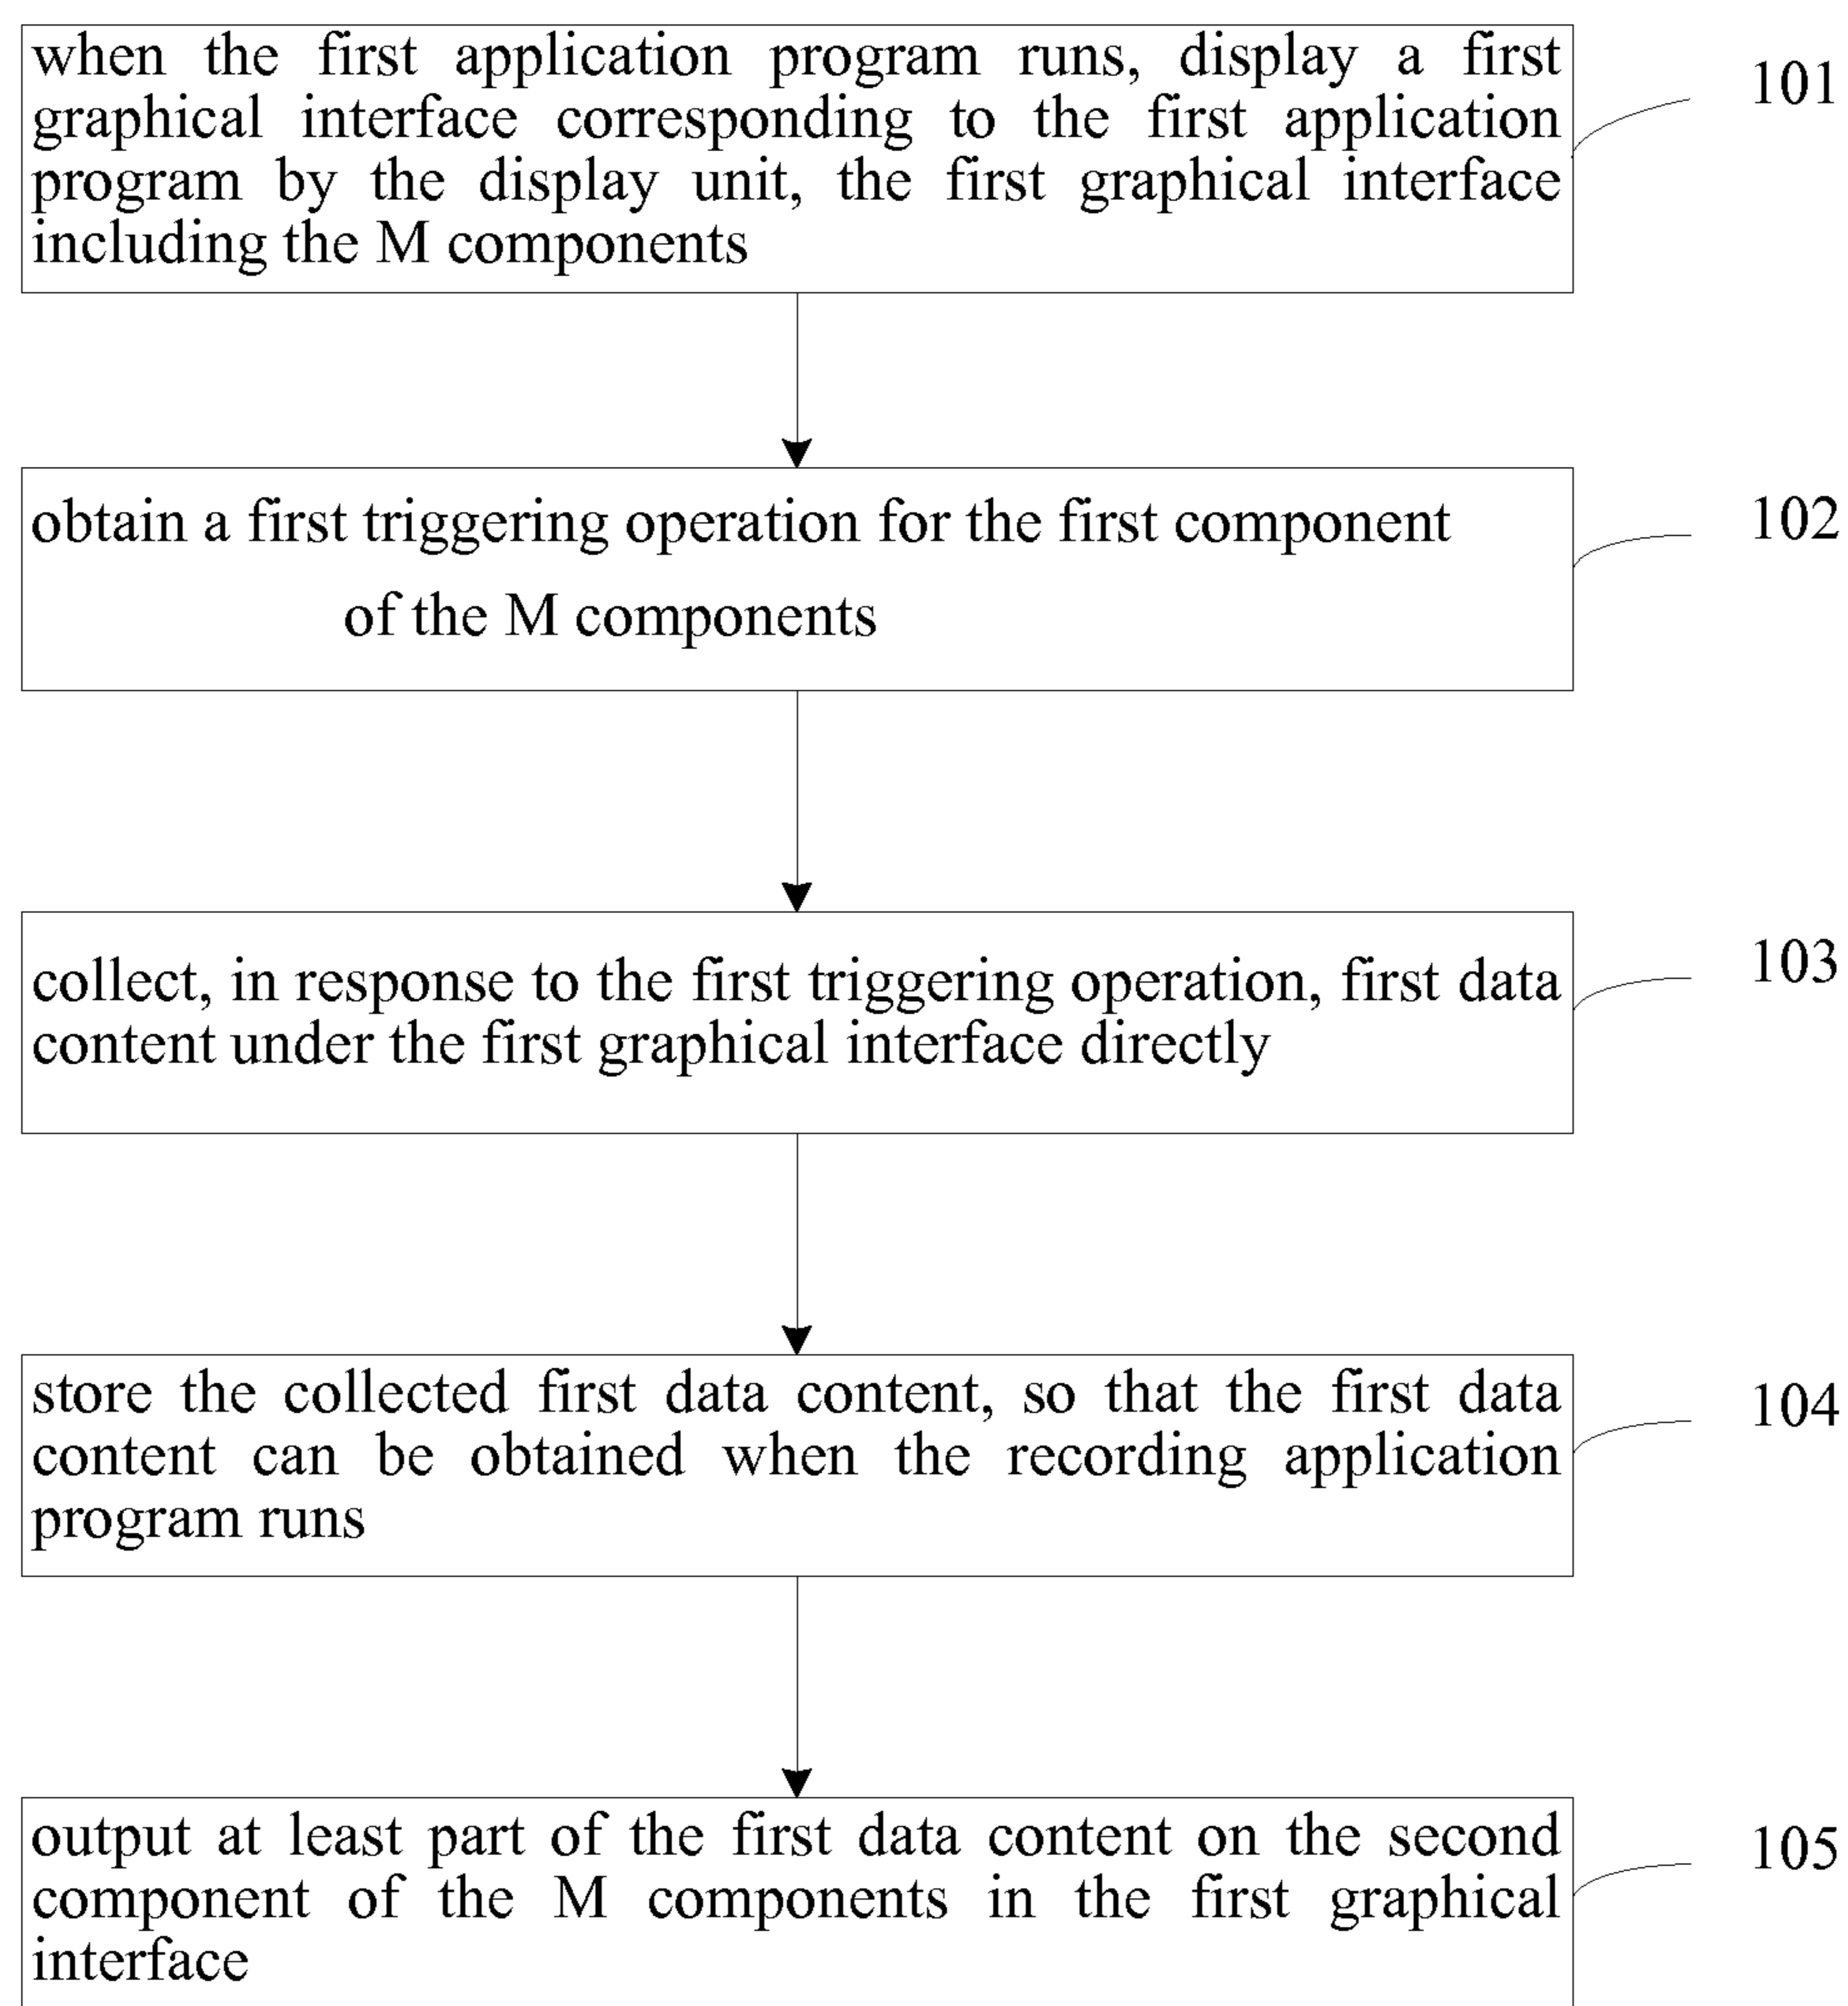 when the first application program runs, display a first
graphical interface corresponding to the first application
program by the display unit, the first graphical interface
including the M components
101
obtain a first triggering operation for the first component
of the M components
102
collect, in response to the first triggering operation, first data
content under the first graphical interface directly
103
store the collected first data content, so that the first data
content can be obtained when the recording application
program runs
104
output at least part of the first data content on the second
component of the M components in the first graphical
interface
105